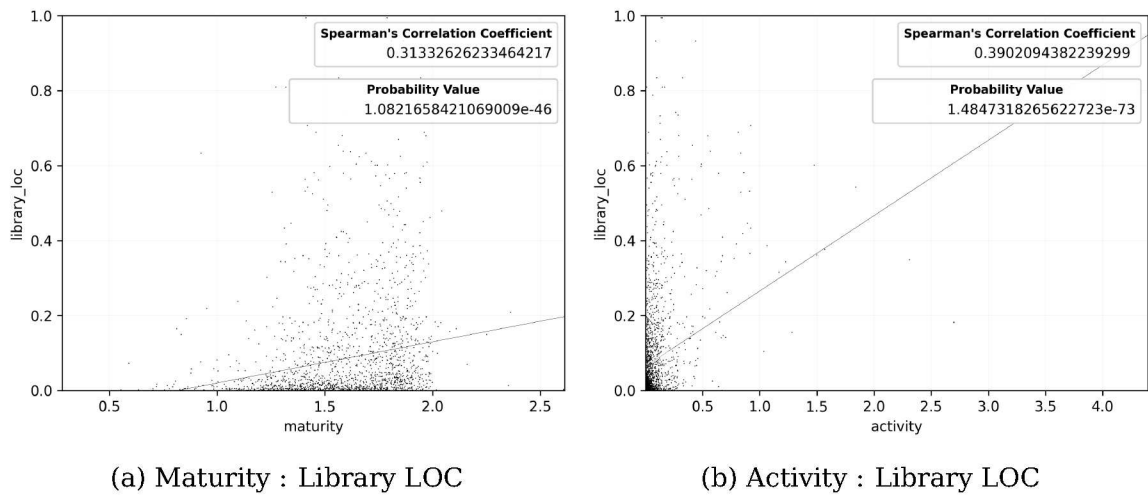 1.0
0.8
0.6
0.4
0.2
0.0
library_loc
Spearman's Correlation Coefficient
0.31332626233464217
Probability Value
1.0821658421069009e-46
0.5 1.0 1.5 2.0 2.5
maturity
(a) Maturity : Library LOC
1.0
0.8
0.6
0.4
0.2
0.0
library_loc
Spearman's Correlation Coefficient
0.3902094382239299
Probability Value
1.4847318265622723e-73
0.5 1.0 1.5 2.0 2.5 3.0 3.5 4.0
activity
(b) Activity : Library LOC